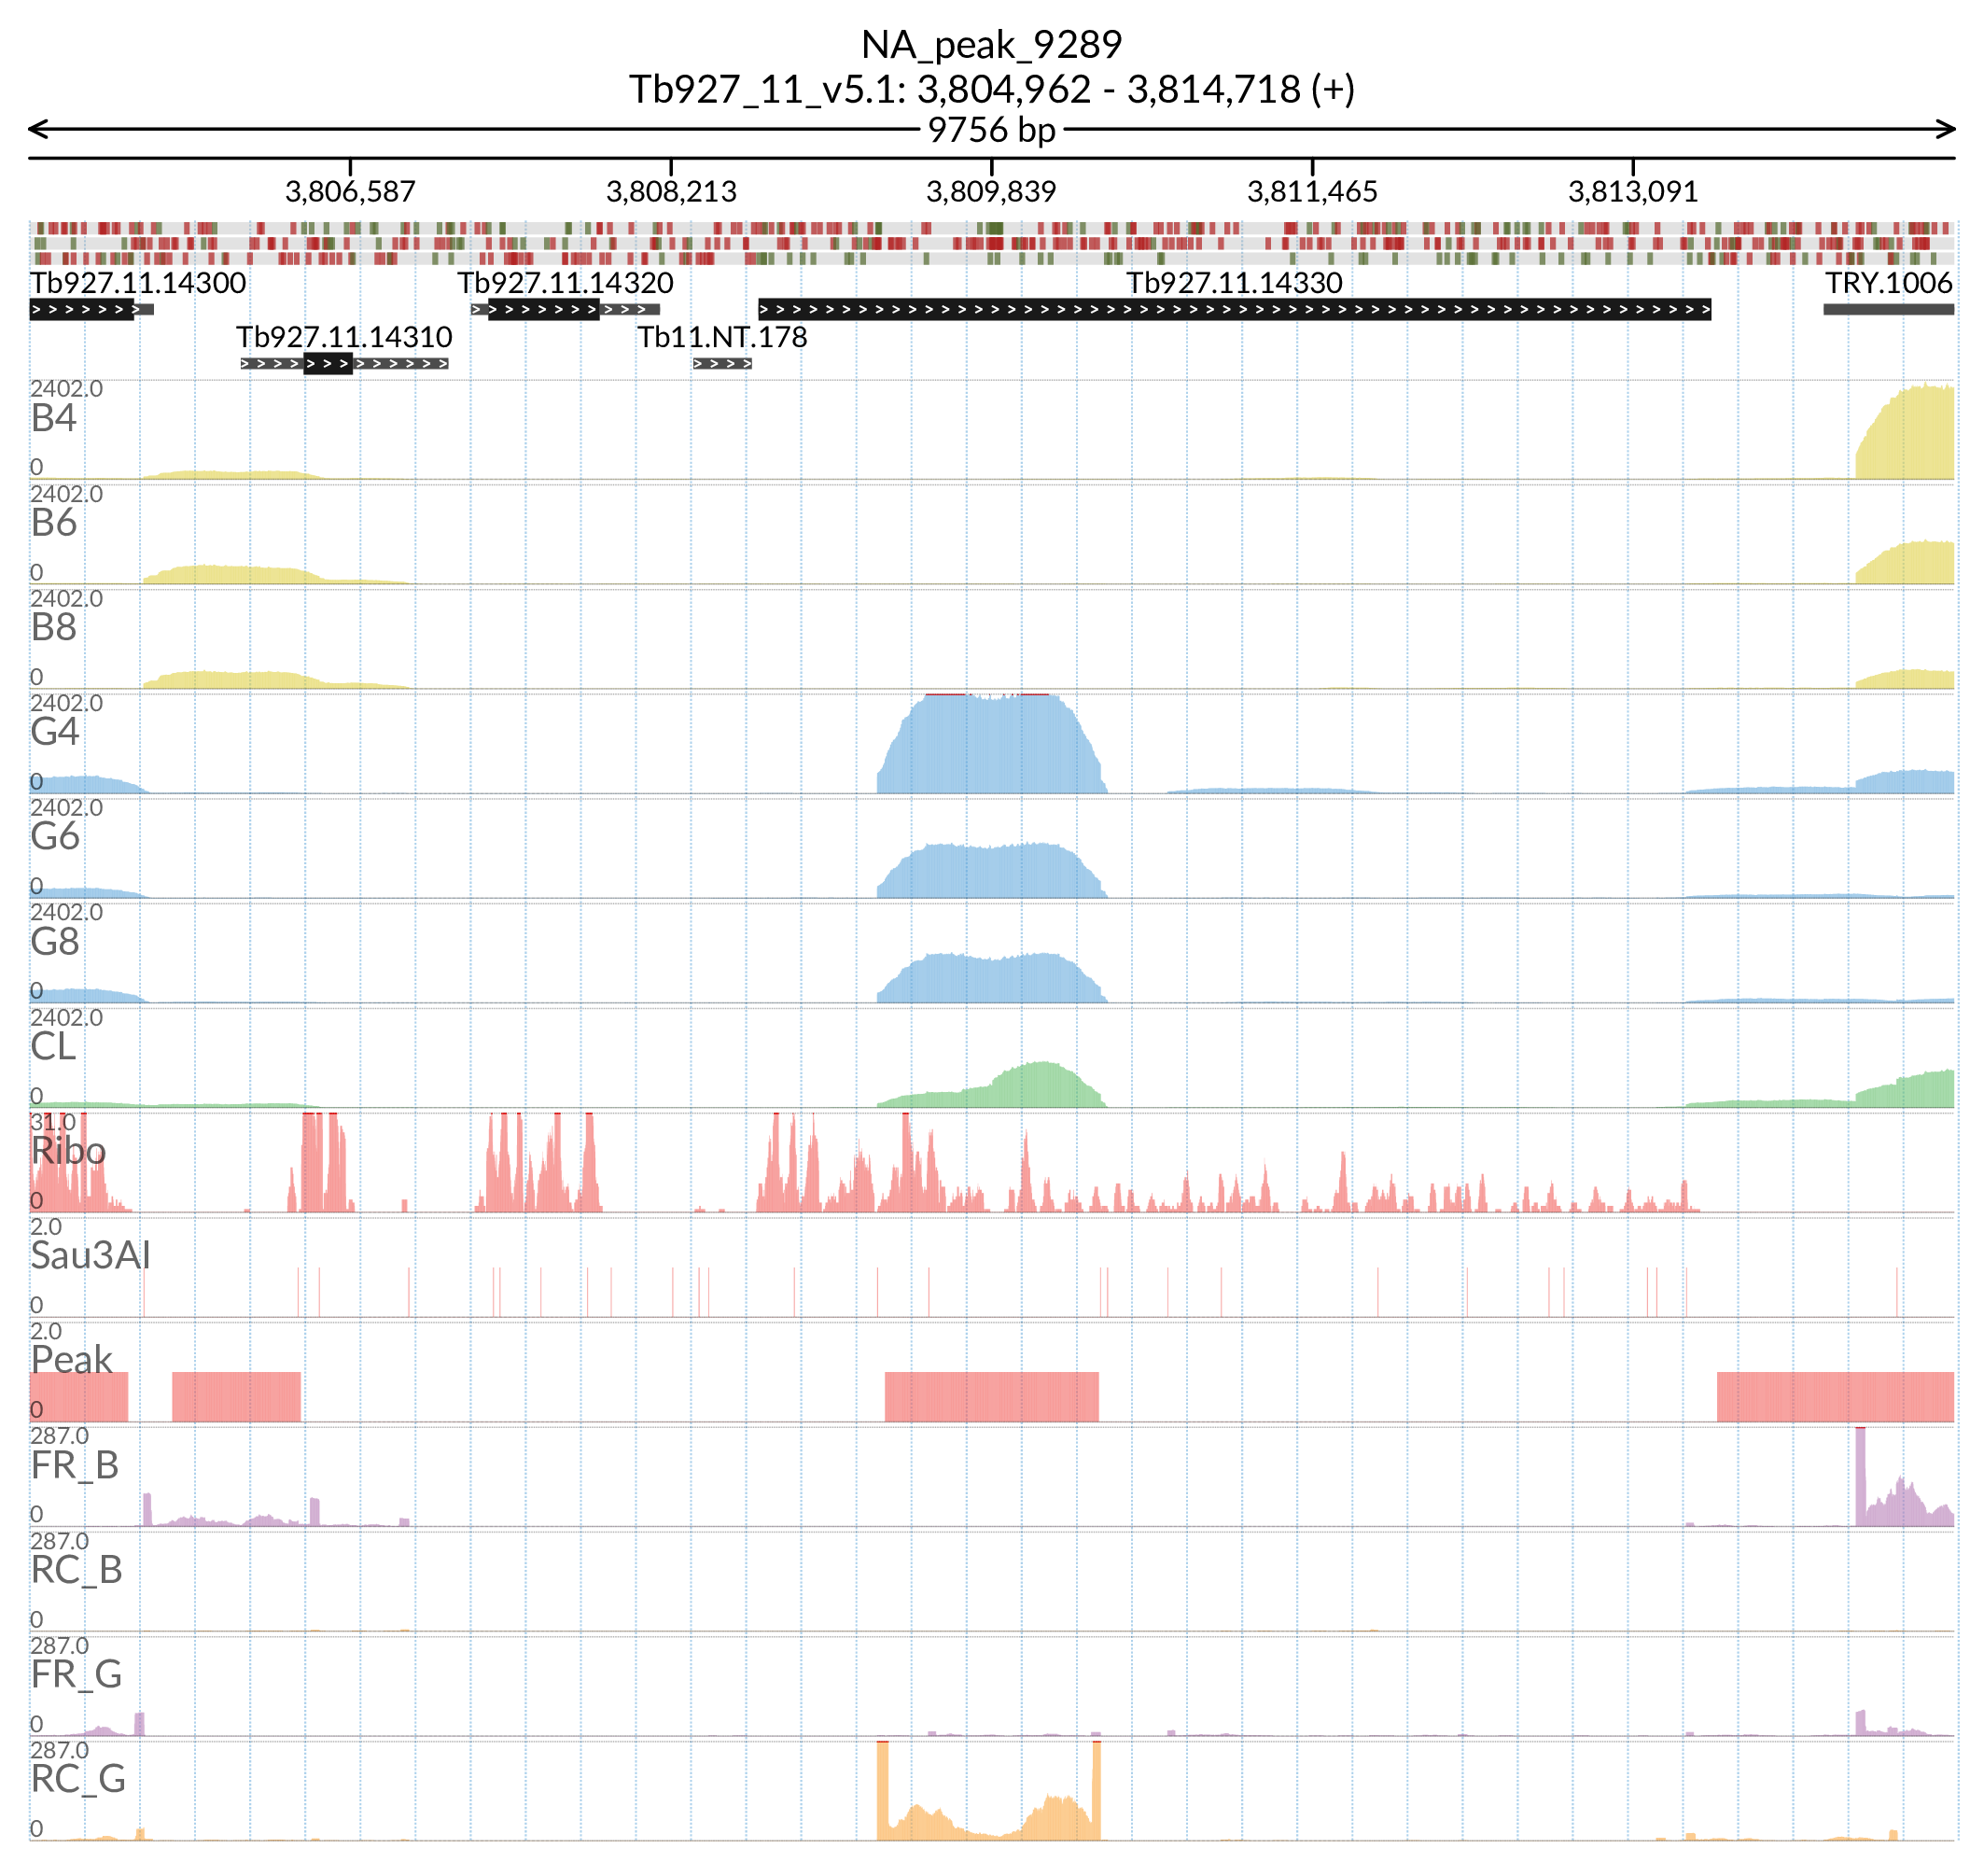 NA_peak_9289
Tb927_11_v5.1: 3,804,962 - 3,814,718 (+)
9756 bp
3,806,587 3,808,213 3,809,839 3,811,465 3,813,091
Tb927.11.14300 Tb927.11.14320 Tb927.11.14330 TRY.1006
Tb927.11.14310 Tb11.NT.178
2402.0
B4
0
2402.0
B6
0
2402.0
B8
0
2402.0
G4
0
2402.0
G6
0
2402.0
G8
0
2402.0
CL
0
31.0
Ribo
0
2.0
Sau3AI
0
2.0
Peak
0
287.0
FR_B
0
287.0
RC_B
0
287.0
FR_G
0
287.0
RC_G
0